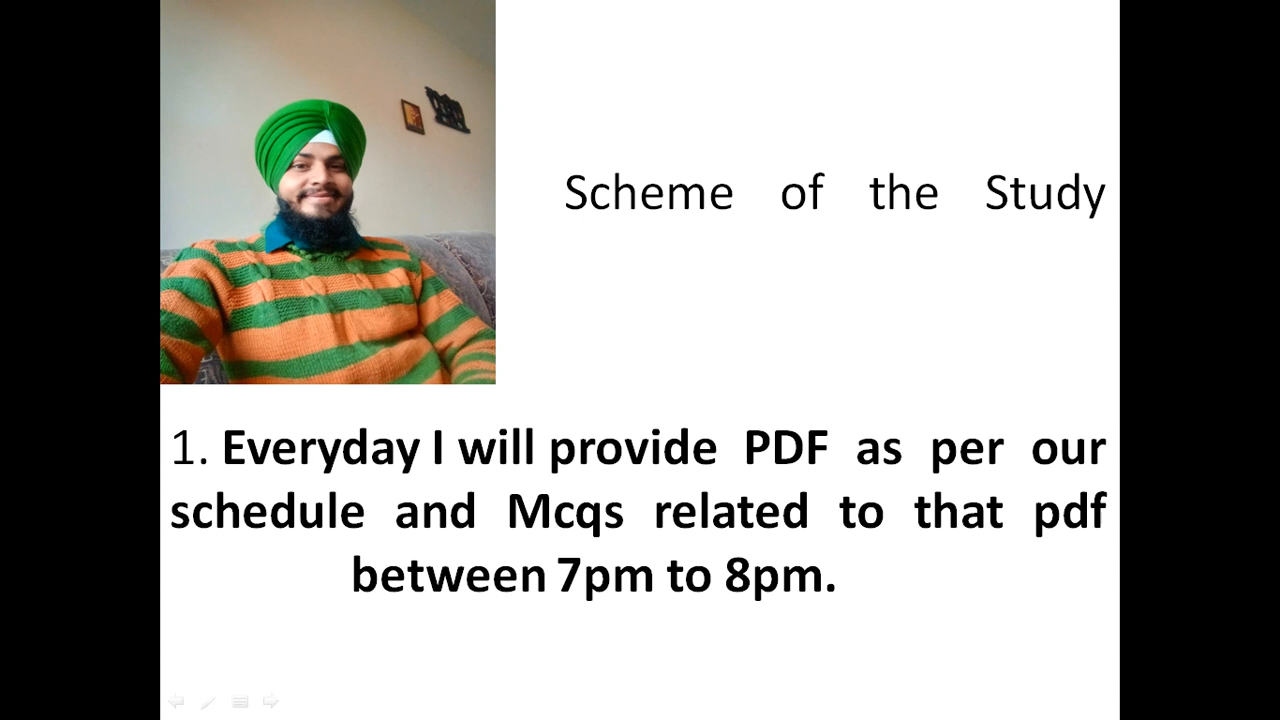 Scheme of the Study
1. Everyday I will provide PDF as per our
schedule and Mcqs related to that pdf
between 7pm to 8pm.